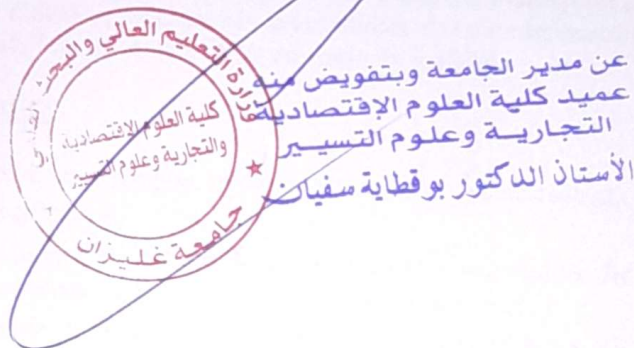 وزارة التعليم العالي والبحث العلمي
كلية العلوم الاقتصادية
والتجارية وعلوم التسيير
جامعة غليزان
عن مدير الجامعة وبتفويض منه
عميد كلية العلوم الإقتصادية
التجارية وعلوم التسيير
الأستاذ الدكتور بوقطاية سفيان